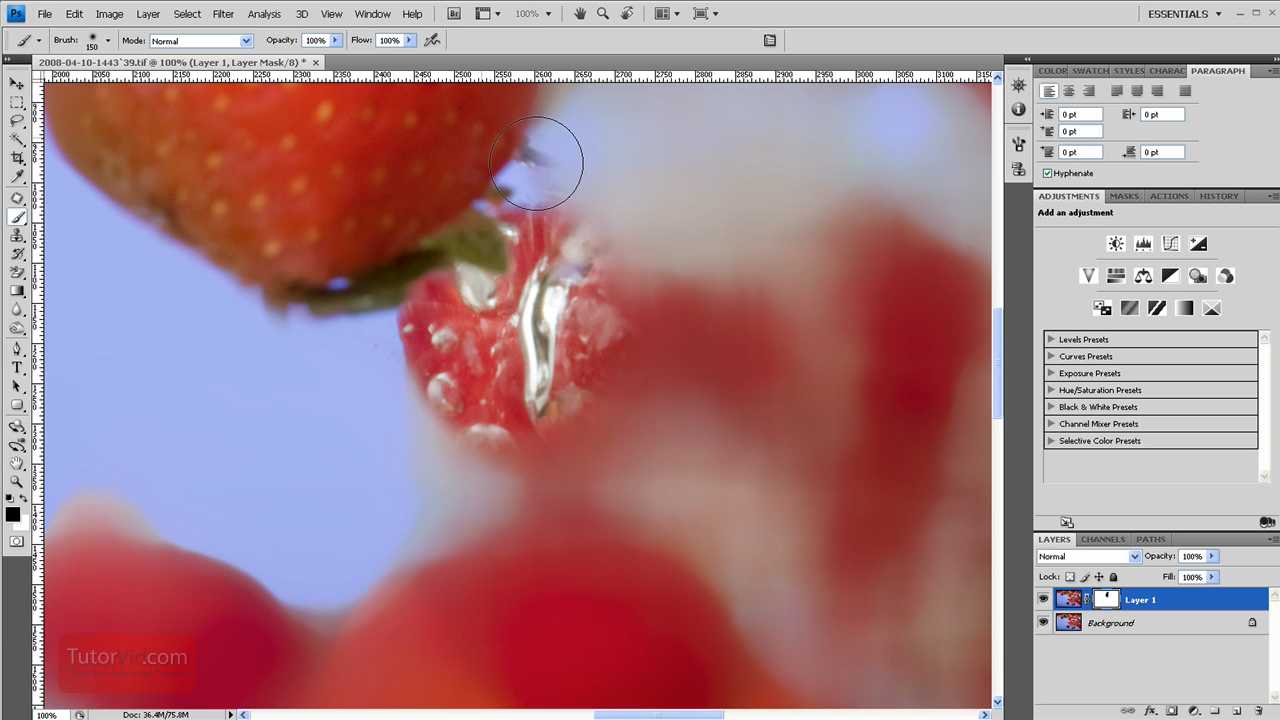 Ps File Edit Image Layer Select Filter Analysis 3D View Window Help Br 100% ESSENTIALS
Brush: 150 Mode: Normal Opacity: 100% Flow: 100%
2008-04-10-1443`39.tif @ 100% (Layer 1, Layer Mask/8) * ×
2000 2050 2100 2150 2200 2250 2300 2350 2400 2450 2500 2550 2600 2650 2700 2750 2800 2850 2900 2950 3000 3050 3100 3150
COLOR SWATCH STYLES CHARAC PARAGRAPH
0 pt 0 pt
0 pt
0 pt 0 pt
Hyphenate
ADJUSTMENTS MASKS ACTIONS
Add an adjustment
Levels Presets
Curves Presets
Exposure Presets
Hue/Saturation Presets
Black & White Presets
Channel Mixer Presets
Selective Color Presets
LAYERS CHANNELS PATHS
Normal Opacity: 100%
Lock: Fill: 100%
Layer 1
Background
TutorVid.com
100% Doc: 36.4M/75.8M